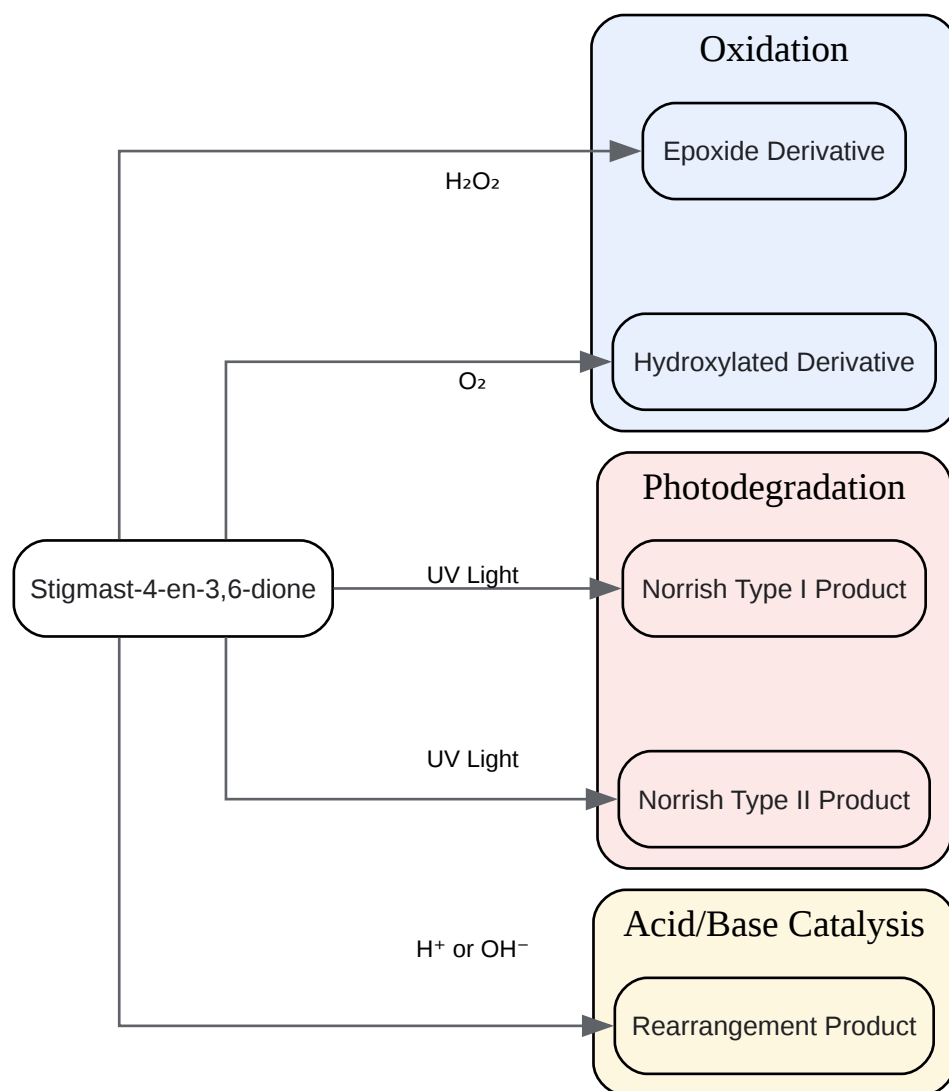 Oxidation
Epoxide Derivative
H₂O₂
Hydroxylated Derivative
O₂
Photodegradation
Stigmast-4-en-3,6-dione
UV Light
Norrish Type I Product
UV Light
Norrish Type II Product
Acid/Base Catalysis
H⁺ or OH⁻
Rearrangement Product